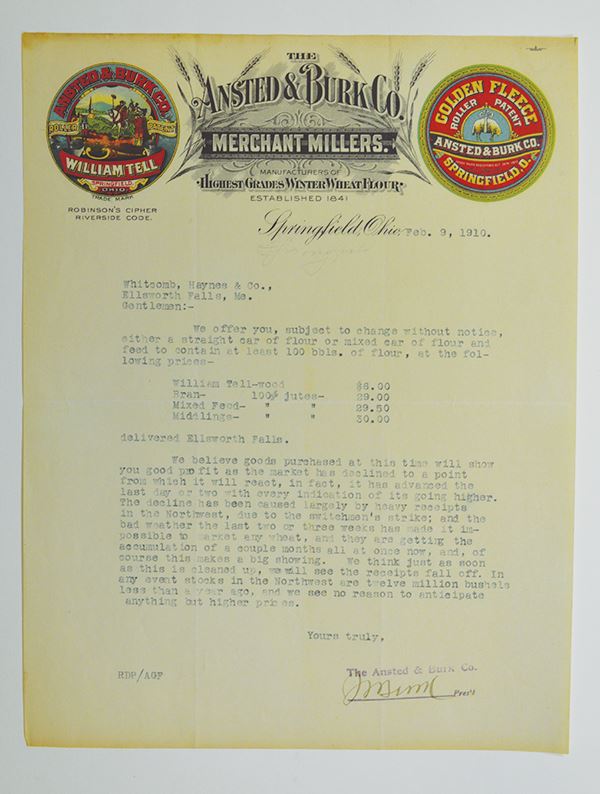 THE
ANSTED & BURK CO.
MERCHANT MILLERS.
MANUFACTURERS OF
HIGHEST GRADES WINTER WHEAT FLOUR
ESTABLISHED 1841
ANSTED & BURK CO.
ROLLER PATENT
WILLIAM TELL
SPRINGFIELD
OHIO
TRADE MARK
ROBINSON'S CIPHER
RIVERSIDE CODE.
GOLDEN FLEECE
ROLLER PATENT
ANSTED & BURK CO.
SPRINGFIELD, O.
Springfield, Ohio, Feb. 9, 1910.
Whitcomb, Haynes & Co.,
Ellsworth Falls, Me.
Gentlemen:-
We offer you, subject to change without notice,
either a straight car of flour or mixed car of flour and
feed to contain at least 100 bbls. of flour, at the fol-
lowing prices-
William Tell-wood $6.00
Bran- 100# jutes- 29.00
Mixed Feed- " " 29.50
Middlings- " " 30.00
delivered Ellsworth Falls.
We believe goods purchased at this time will show
you good profit as the market has declined to a point
from which it will react, in fact, it has advanced the
last day or two with every indication of its going higher.
The decline has been caused largely by heavy receipts
in the Northwest, due to the switchmen's strike; and the
bad weather the last two or three weeks has made it im-
possible to market any wheat, and they are getting the
accumulation of a couple months all at once now, and, of
course this makes a big showing. We think just as soon
as this is cleaned up, we will see the receipts fall off. In
any event stocks in the Northwest are twelve million bushels
less than a year ago, and we see no reason to anticipate
anything but higher prices.
Yours truly,
RDP/AGF
The Ansted & Burk Co.
Pres't